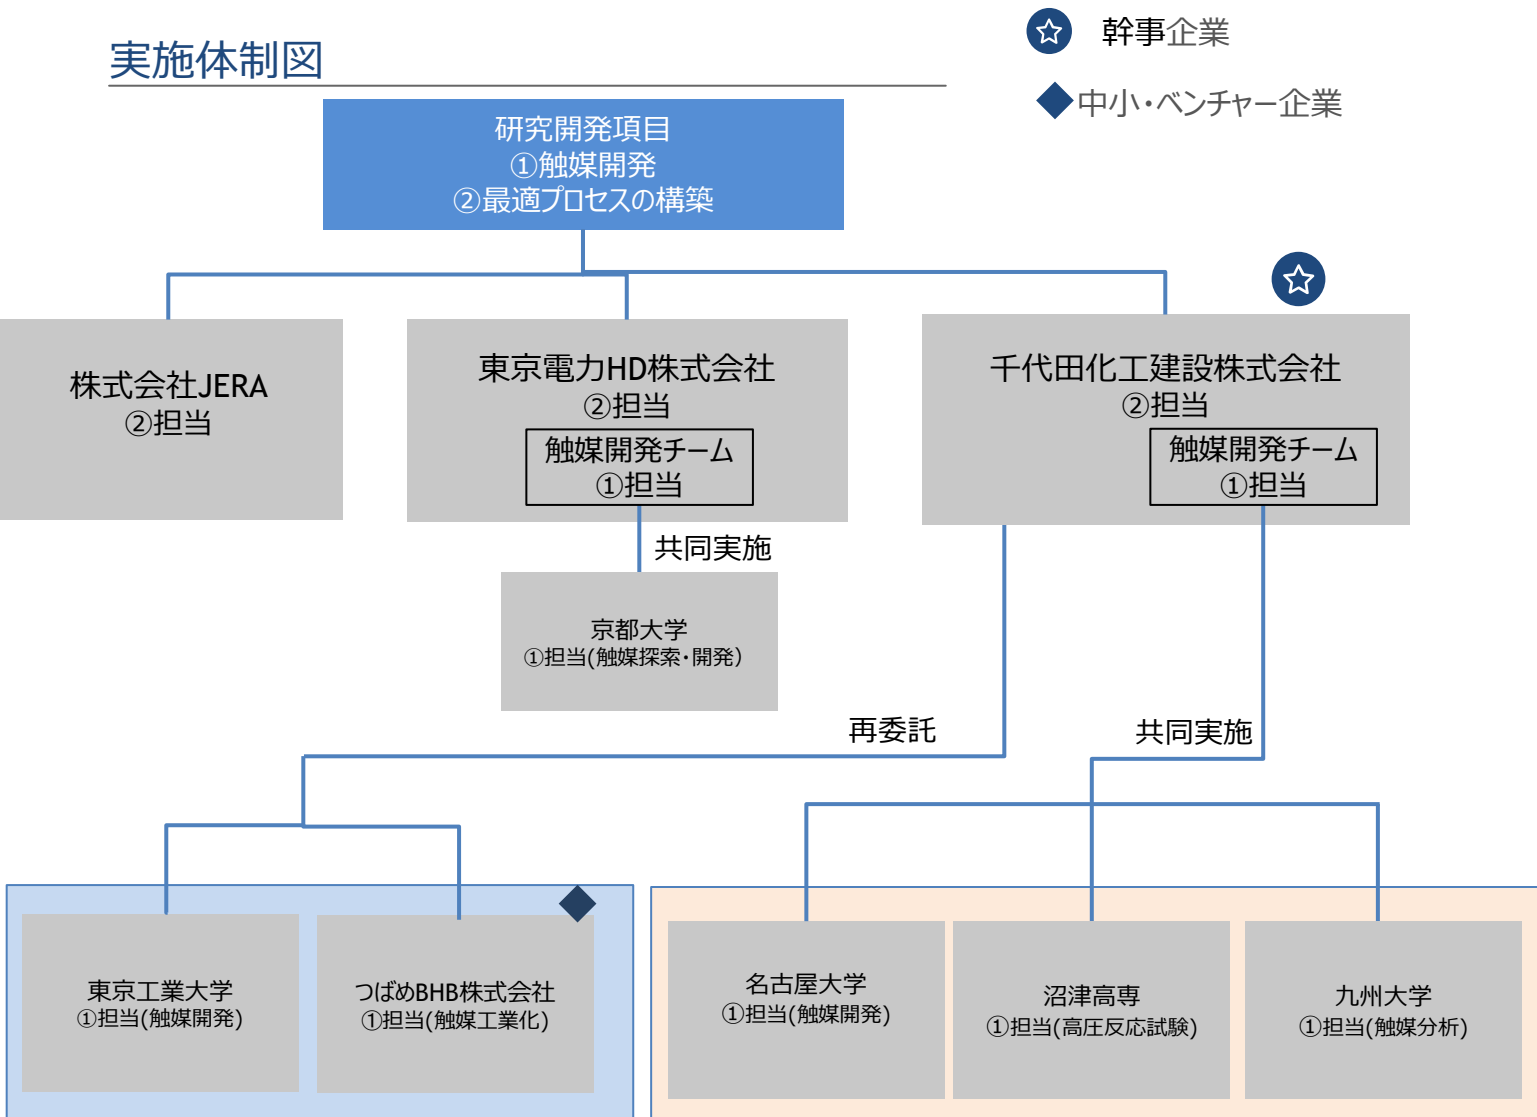 実施体制図
幹事企業
中小・ベンチャー企業
研究開発項目
①触媒開発
②最適プロセスの構築
株式会社JERA
②担当
東京電力HD株式会社
②担当
触媒開発チーム
①担当
千代田化工建設株式会社
②担当
触媒開発チーム
①担当
共同実施
京都大学
①担当(触媒探索・開発)
再委託
共同実施
東京工業大学
①担当(触媒開発)
つばめBHB株式会社
①担当(触媒工業化)
名古屋大学
①担当(触媒開発)
沼津高専
①担当(高圧反応試験)
九州大学
①担当(触媒分析)